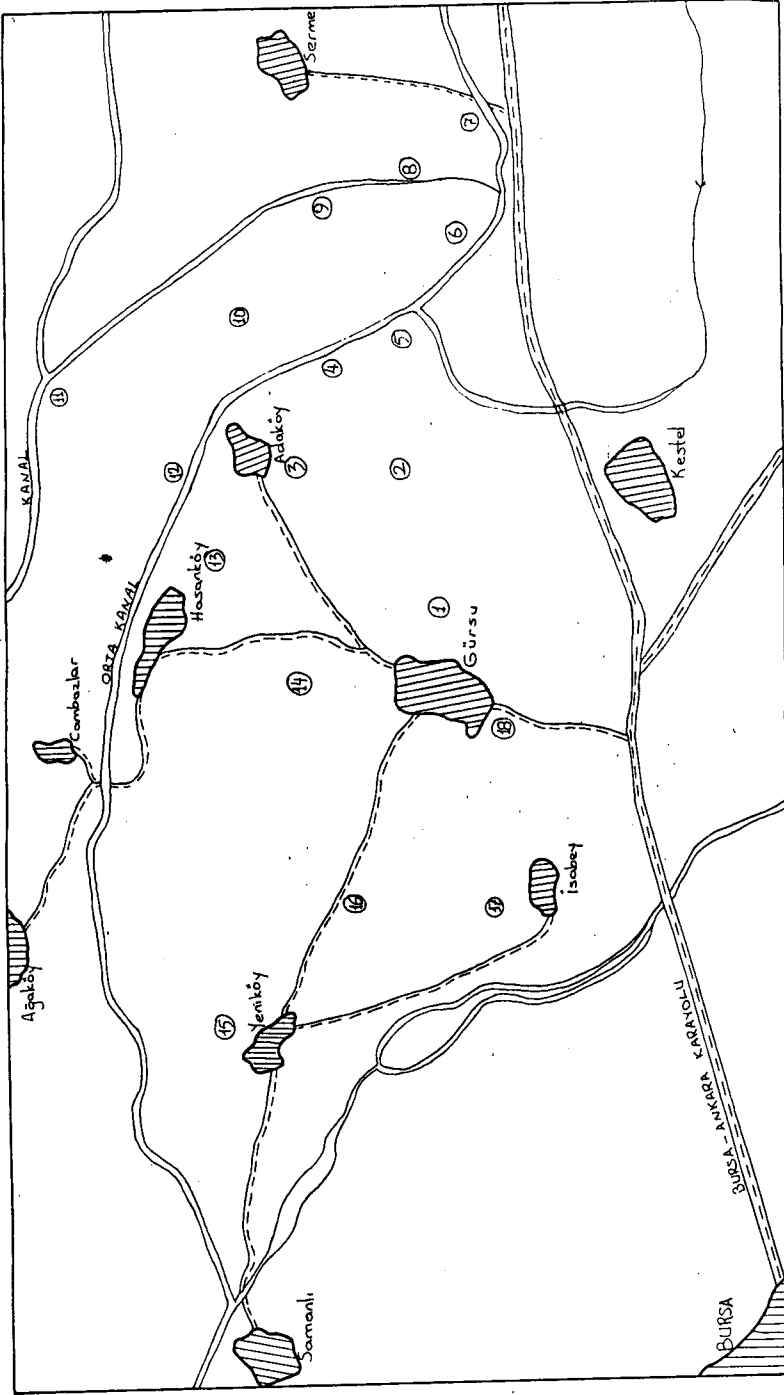 Serme
7
8
9
6
10
11
5
4
KANAL
12
Adaköy
3
2
Kestel
13
Hasanköy
ORTA KANAL
1
Gürsu
14
Cambazlar
18
İsabey
17
16
Ağaköy
Yeniköy
15
BURSA-ANKARA KARAYOLU
Samanlı
BURSA